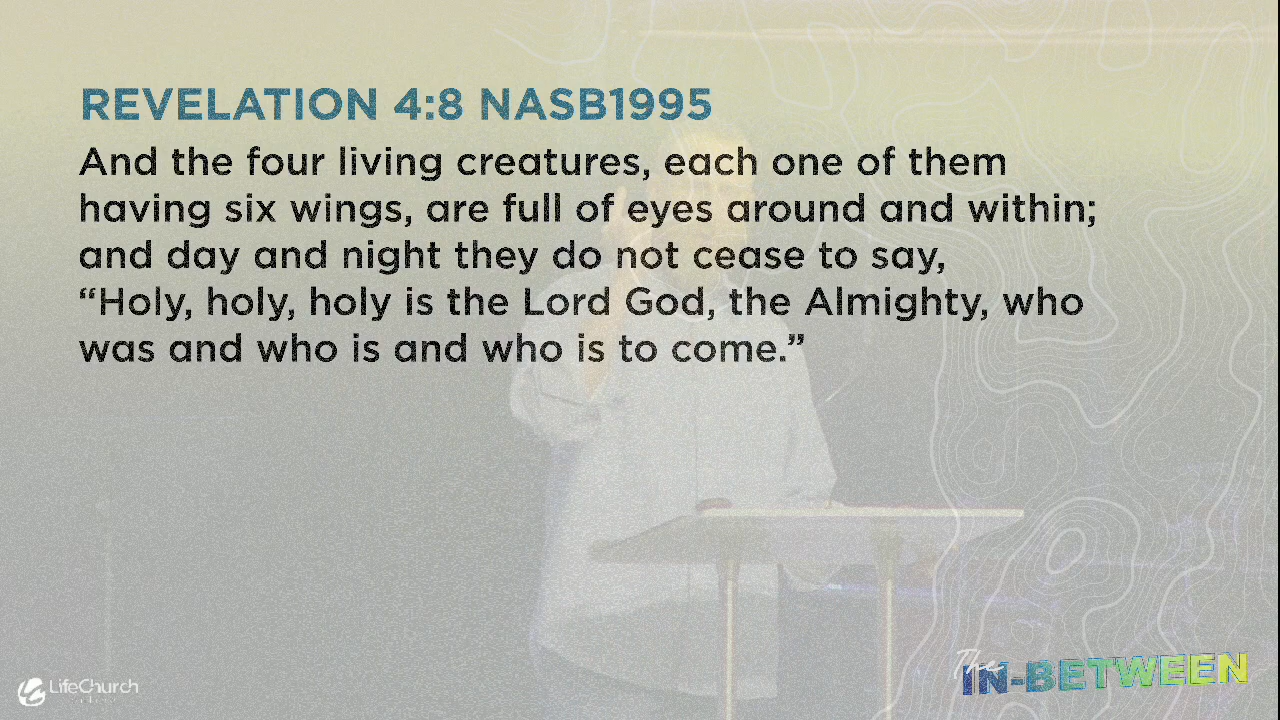 REVELATION 4:8 NASB1995
And the four living creatures, each one of them
having six wings, are full of eyes around and within;
and day and night they do not cease to say,
“Holy, holy, holy is the Lord God, the Almighty, who
was and who is and who is to come.”
The
IN-BETWEEN
LifeChurch